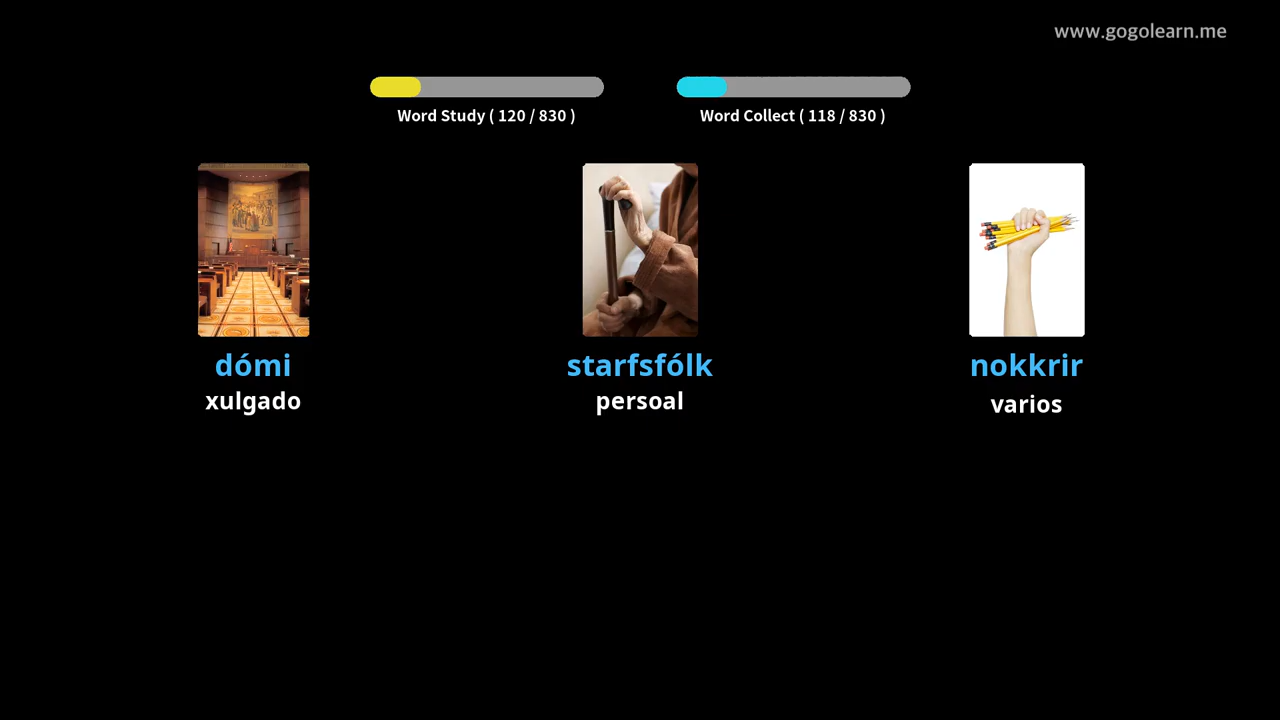 www.gogolearn.me
Word Study ( 120 / 830 )
Word Collect ( 118 / 830 )
dómi
xulgado
starfsfólk
persoal
nokkrir
varios